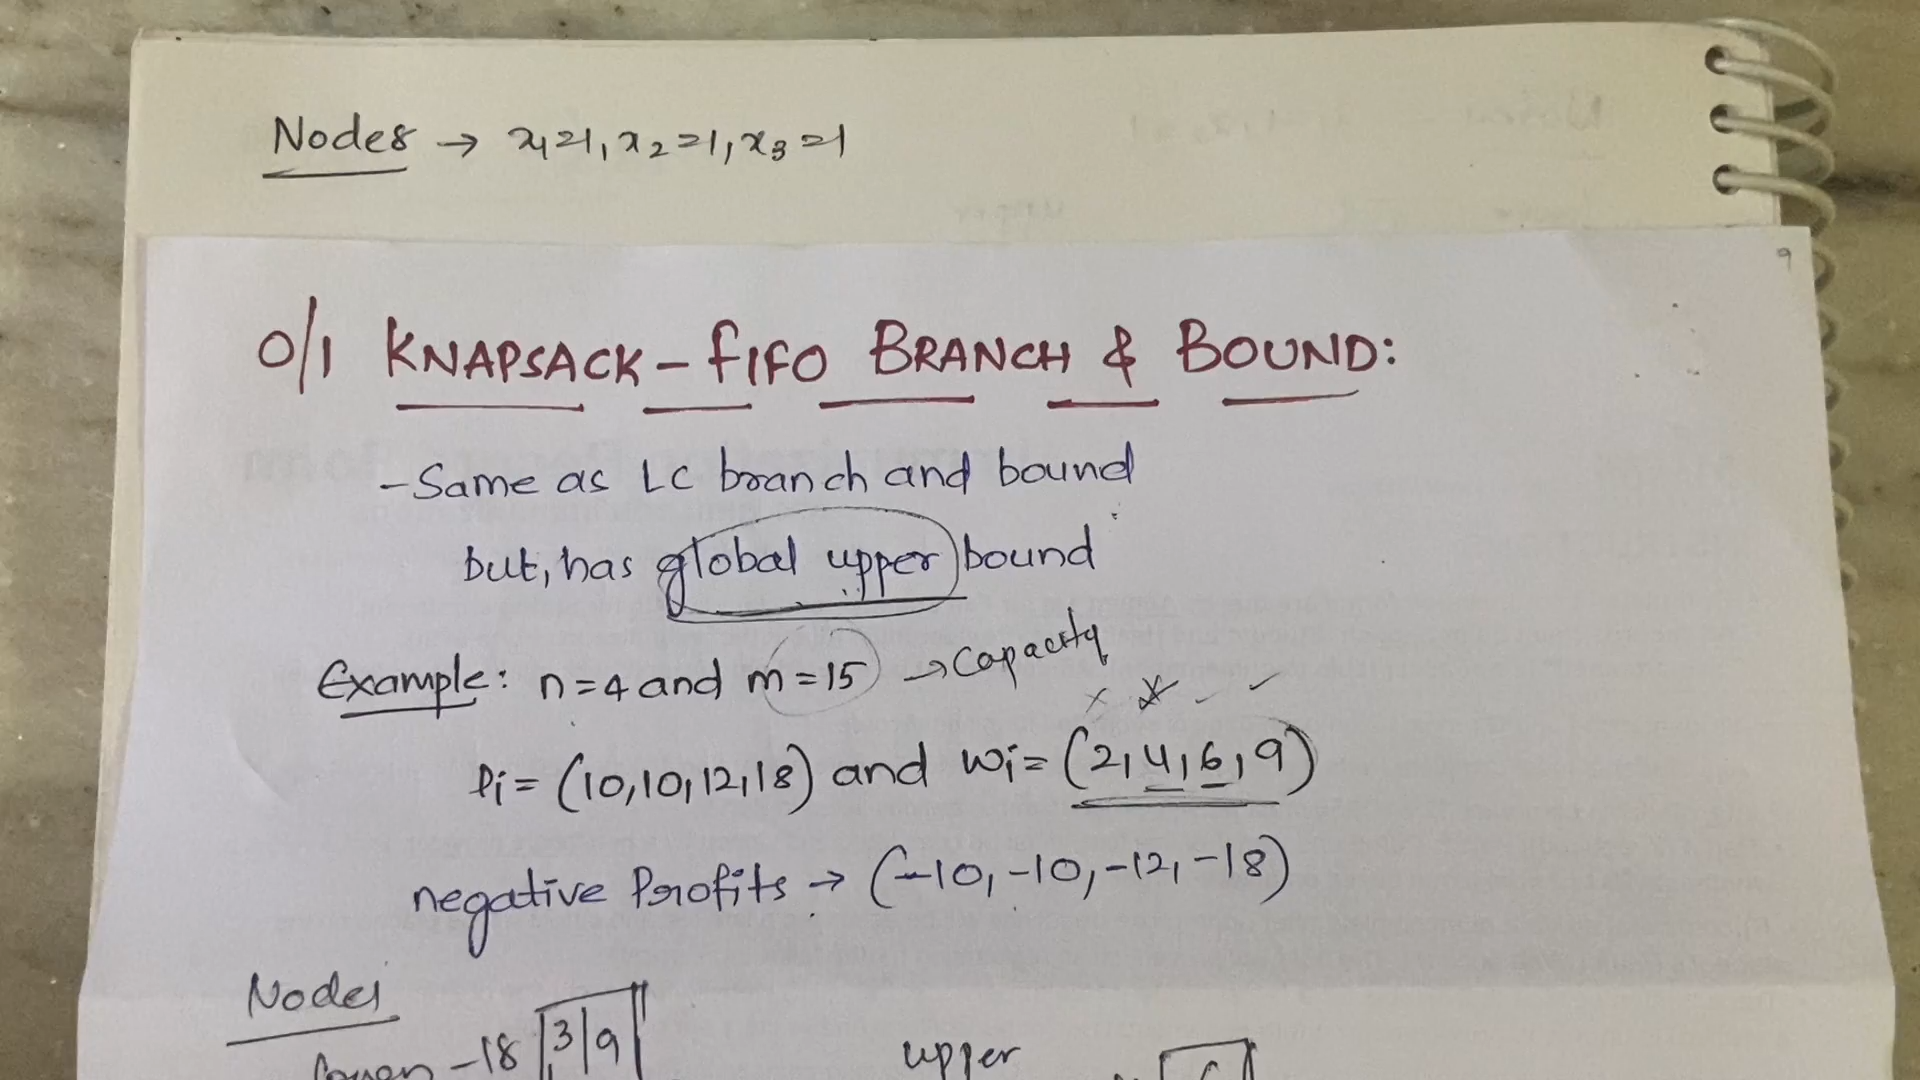 Node8 → x1=1, x2=1, x3=1
9
0/1 KNAPSACK - FIFO BRANCH & BOUND:
- Same as LC branch and bound
but, has global upper bound
Example: n=4 and m=15 → capacity
Pi = (10,10,12,18) and wi = (2,4,6,9)
negative Profits → (-10, -10, -12, -18)
Nodes
-18 3 9
upper